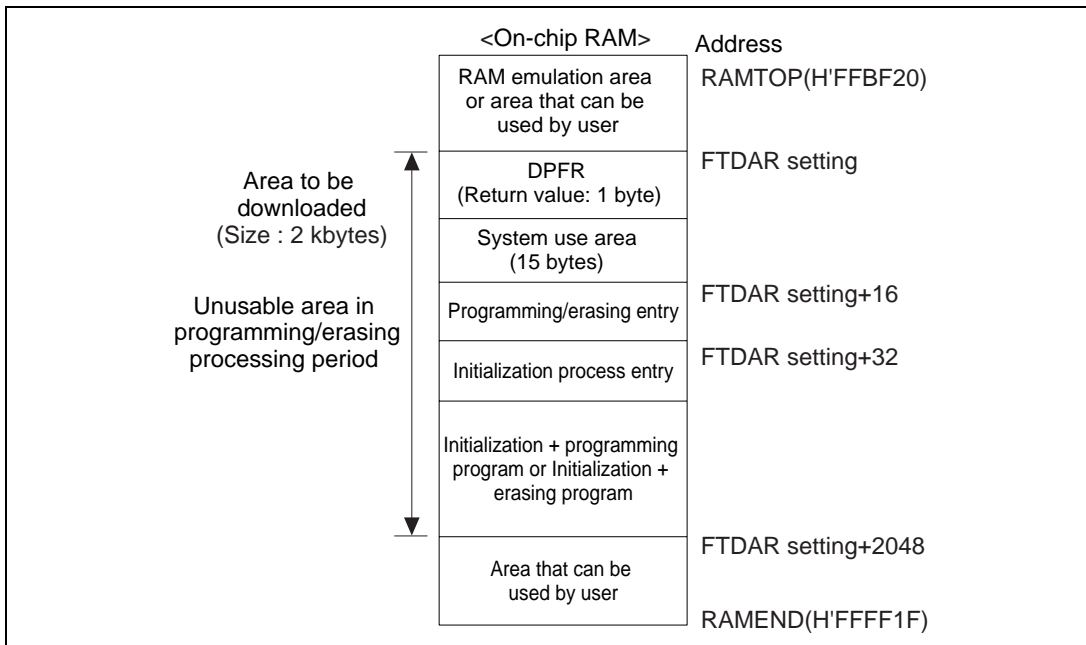 <On-chip RAM>
Address
RAM emulation area
or area that can be
used by user
RAMTOP(H'FFBF20)
Area to be
downloaded
(Size : 2 kbytes)
Unusable area in
programming/erasing
processing period
DPFR
(Return value: 1 byte)
FTDAR setting
System use area
(15 bytes)
Programming/erasing entry
FTDAR setting+16
Initialization process entry
FTDAR setting+32
Initialization + programming
program or Initialization +
erasing program
Area that can be
used by user
FTDAR setting+2048
RAMEND(H'FFFF1F)